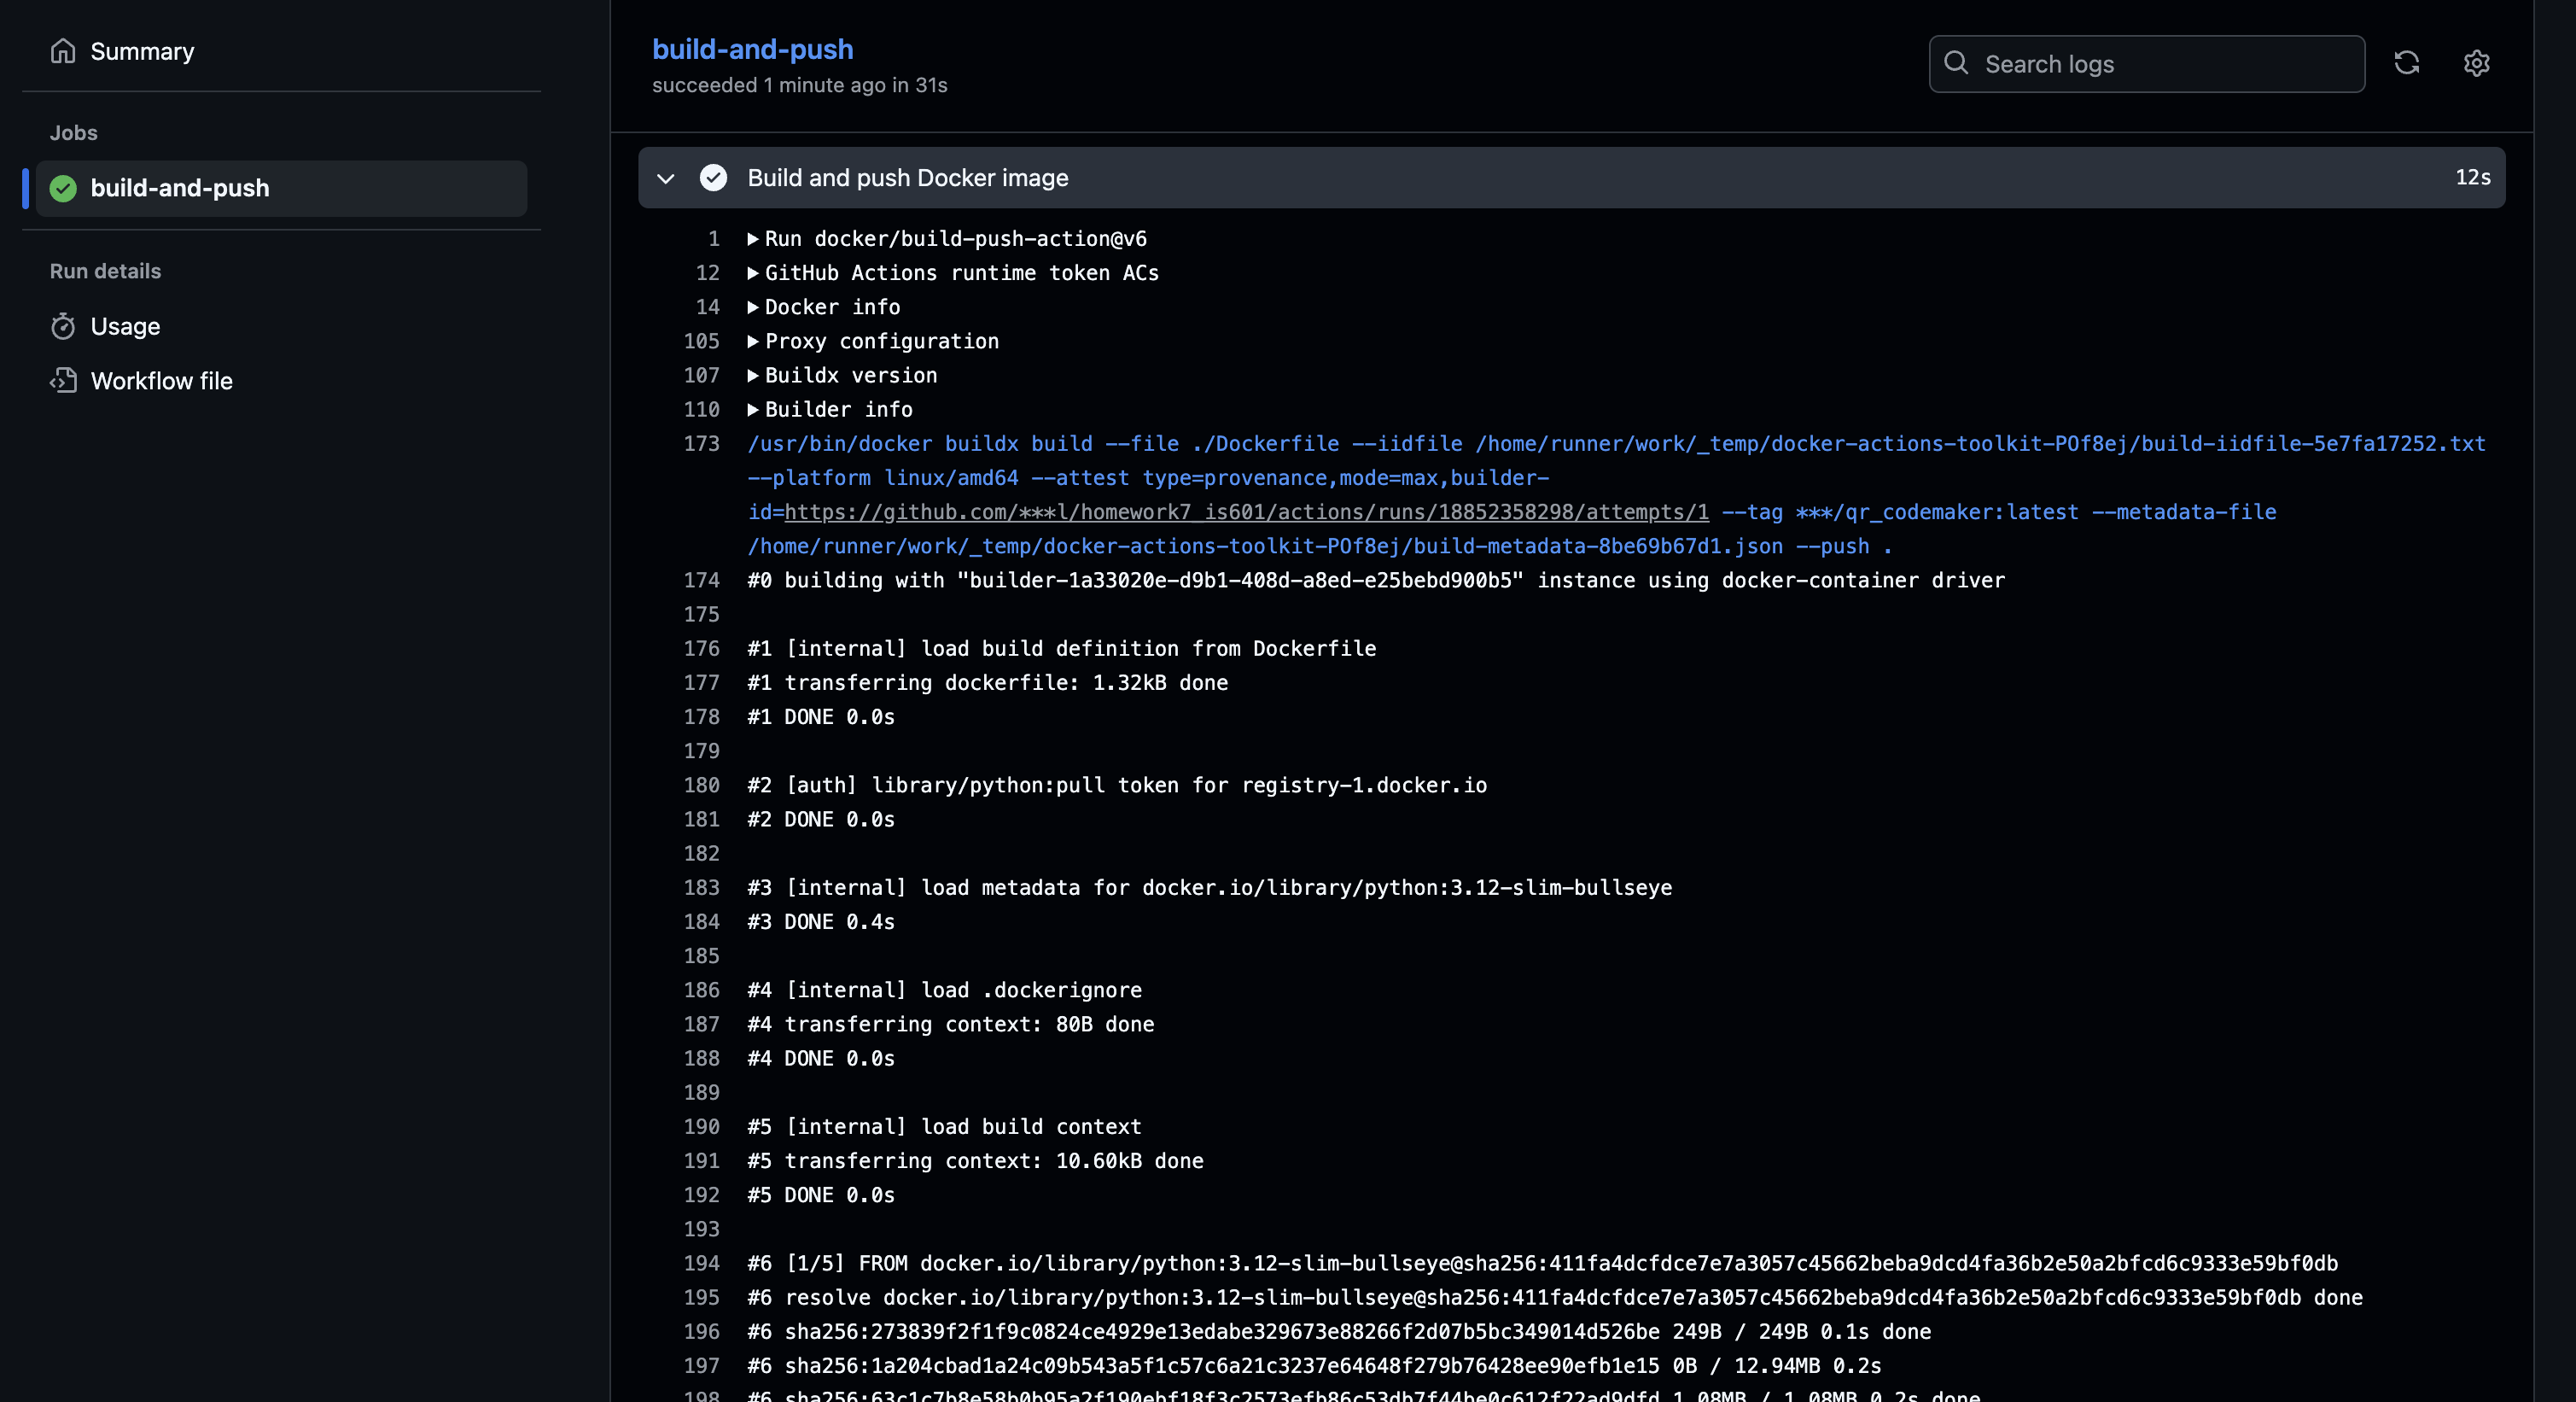 Summary
Jobs
build-and-push
Run details
Usage
Workflow file
build-and-push
succeeded 1 minute ago in 31s
Search logs
Build and push Docker image 12s
1 Run docker/build-push-action@v6
12 GitHub Actions runtime token ACs
14 Docker info
105 Proxy configuration
107 Buildx version
110 Builder info
173 /usr/bin/docker buildx build --file ./Dockerfile --iidfile /home/runner/work/_temp/docker-actions-toolkit-POf8ej/build-iidfile-5e7fa17252.txt
--platform linux/amd64 --attest type=provenance,mode=max,builder-
id=https://github.com/***l/homework7_is601/actions/runs/18852358298/attempts/1 --tag ***/qr_codemaker:latest --metadata-file
/home/runner/work/_temp/docker-actions-toolkit-POf8ej/build-metadata-8be69b67d1.json --push .
174 #0 building with "builder-1a33020e-d9b1-408d-a8ed-e25bebd900b5" instance using docker-container driver
175
176 #1 [internal] load build definition from Dockerfile
177 #1 transferring dockerfile: 1.32kB done
178 #1 DONE 0.0s
179
180 #2 [auth] library/python:pull token for registry-1.docker.io
181 #2 DONE 0.0s
182
183 #3 [internal] load metadata for docker.io/library/python:3.12-slim-bullseye
184 #3 DONE 0.4s
185
186 #4 [internal] load .dockerignore
187 #4 transferring context: 80B done
188 #4 DONE 0.0s
189
190 #5 [internal] load build context
191 #5 transferring context: 10.60kB done
192 #5 DONE 0.0s
193
194 #6 [1/5] FROM docker.io/library/python:3.12-slim-bullseye@sha256:411fa4dcfdce7e7a3057c45662beba9dcd4fa36b2e50a2bfcd6c9333e59bf0db
195 #6 resolve docker.io/library/python:3.12-slim-bullseye@sha256:411fa4dcfdce7e7a3057c45662beba9dcd4fa36b2e50a2bfcd6c9333e59bf0db done
196 #6 sha256:273839f2f1f9c0824ce4929e13edabe329673e88266f2d07b5bc349014d526be 249B / 249B 0.1s done
197 #6 sha256:1a204cbad1a24c09b543a5f1c57c6a21c3237e64648f279b76428ee90efb1e15 0B / 12.94MB 0.2s
198 #6 sha256:63c1c7b8e58b0b95a2f190ebf18f3c2573efb86c53db7f44be0c612f22ad9dfd 1.08MB / 1.08MB 0.2s done